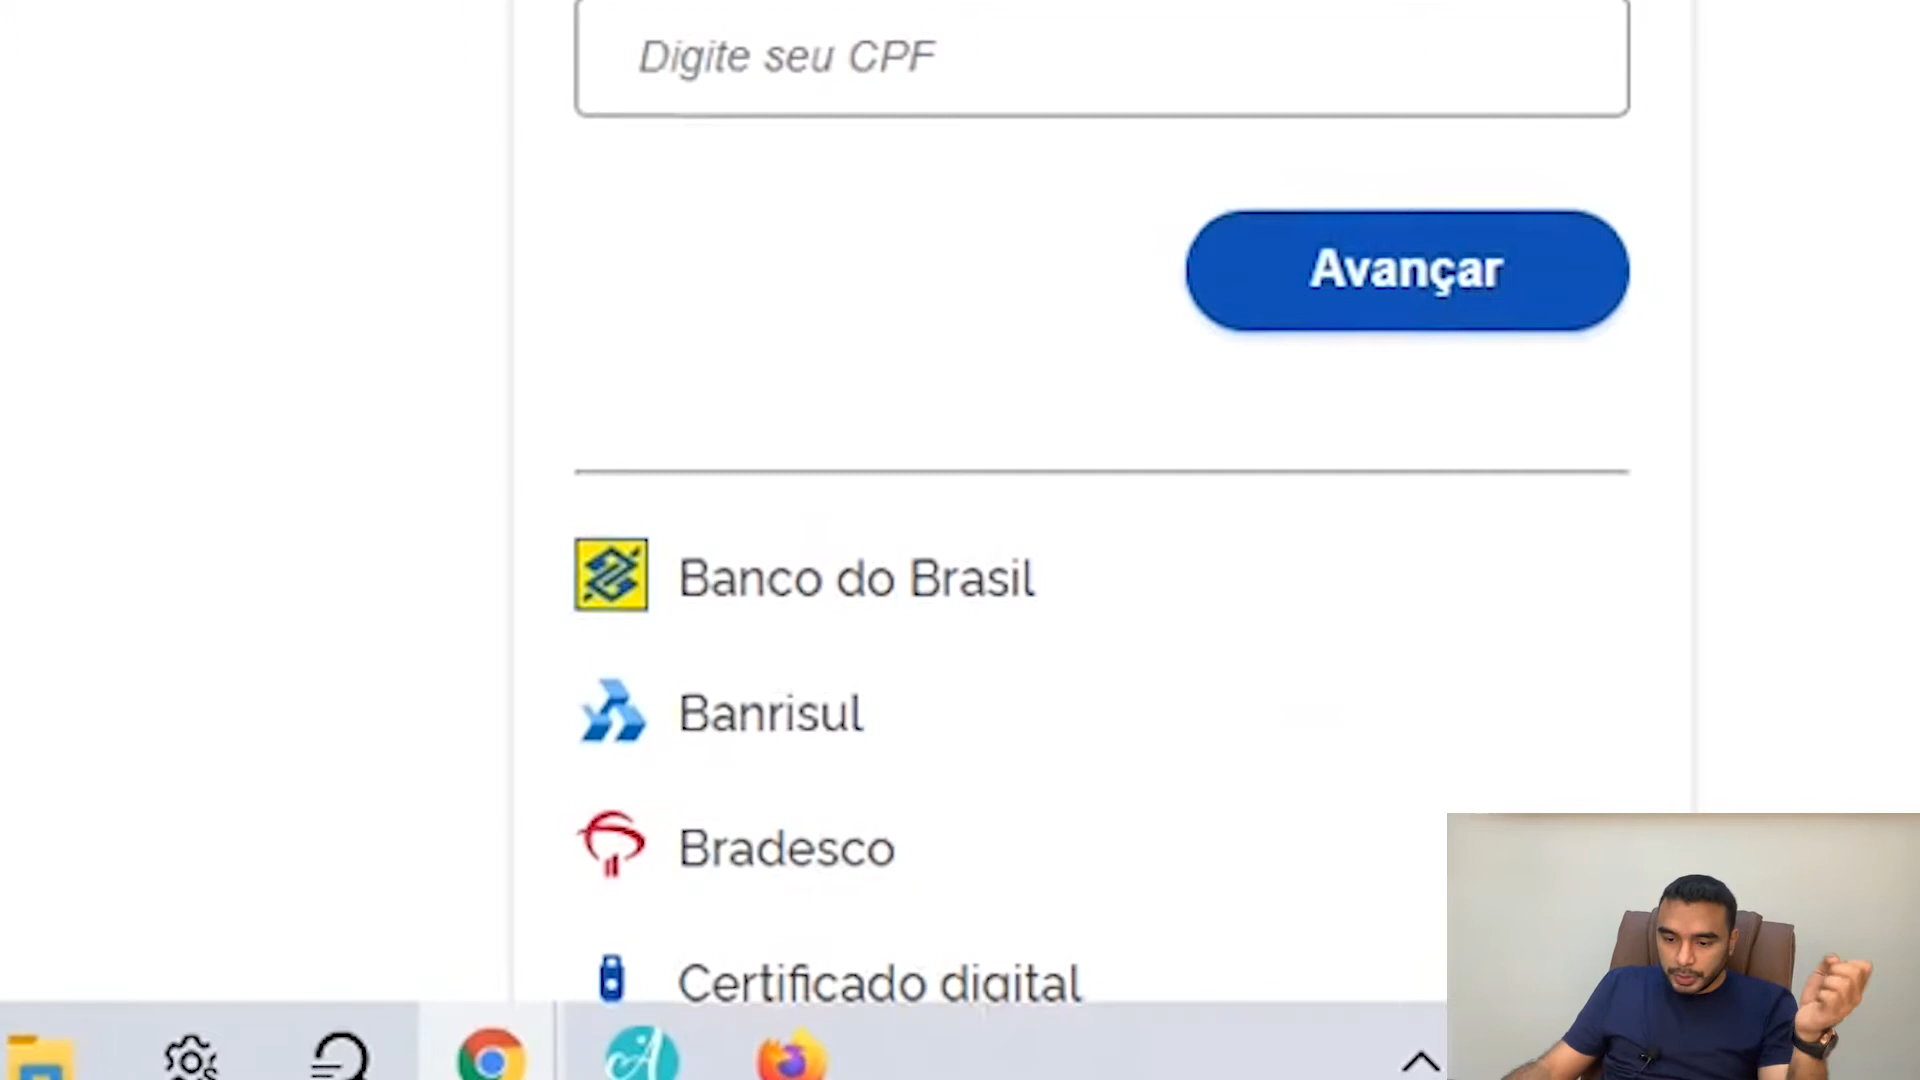 Digite seu CPF
Avançar
Banco do Brasil
Banrisul
Bradesco
Certificado digital